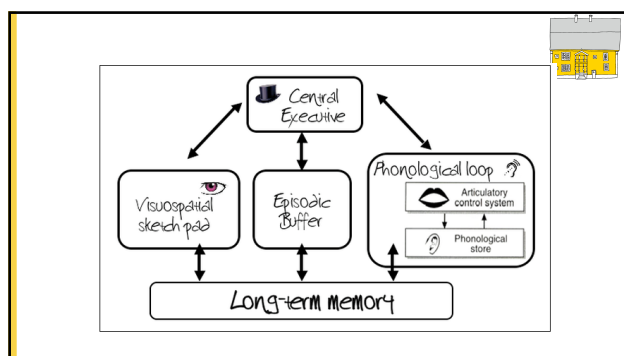 Central
Executive
Visuospatial
sketch pad
Episodic
Buffer
Phonological loop
Articulatory
control system
Phonological
store
Long-term memory